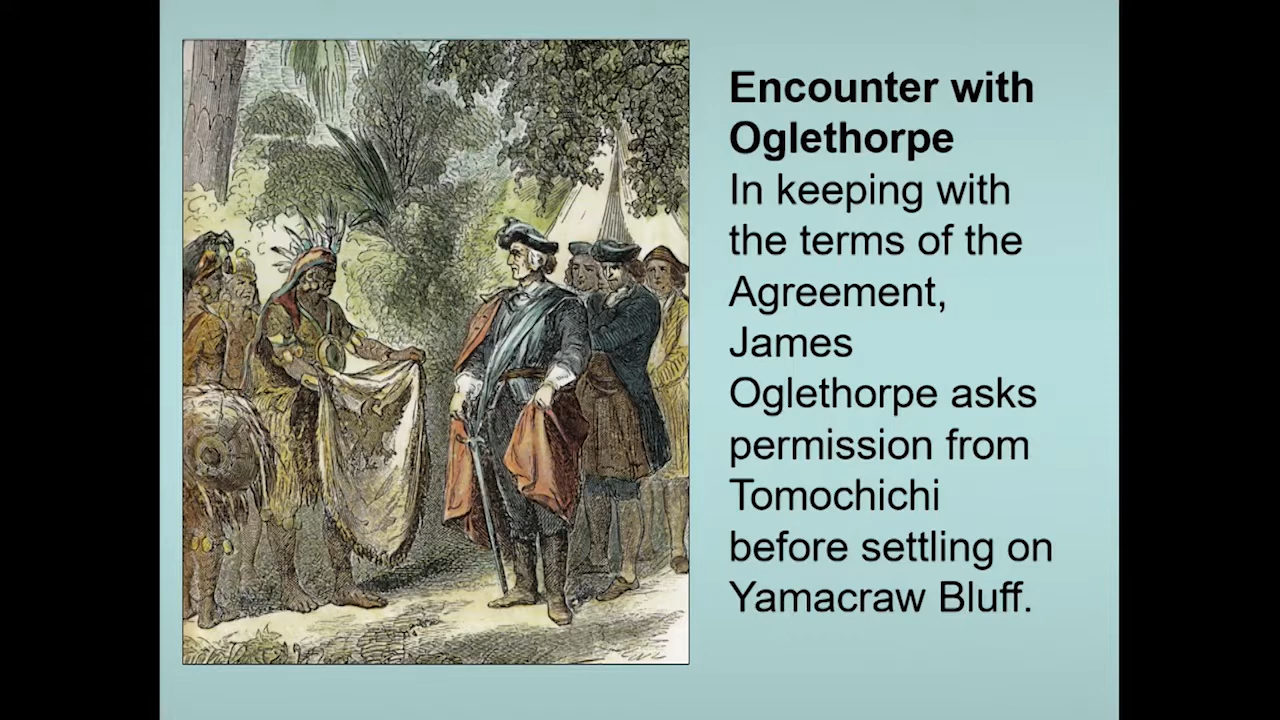 Encounter with
Oglethorpe
In keeping with
the terms of the
Agreement,
James
Oglethorpe asks
permission from
Tomochichi
before settling on
Yamacraw Bluff.